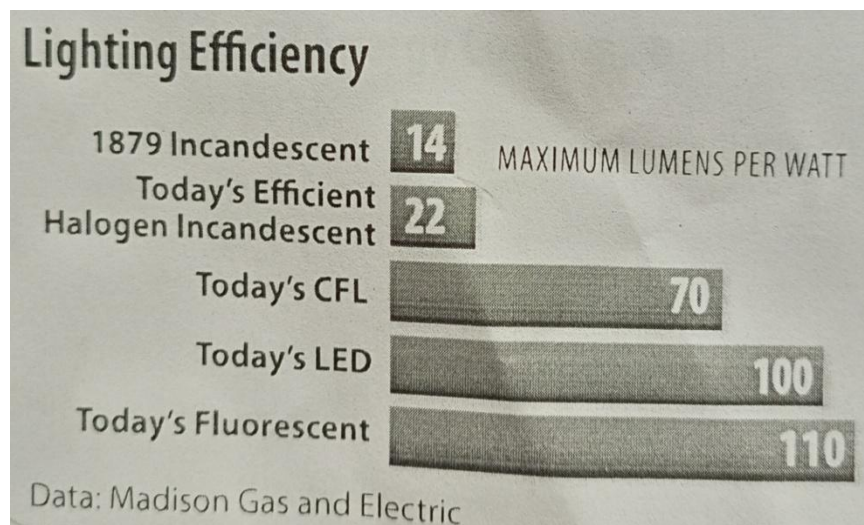 Lighting Efficiency
1879 Incandescent 14 MAXIMUM LUMENS PER WATT
Today's Efficient
Halogen Incandescent 22
Today's CFL 70
Today's LED 100
Today's Fluorescent 110
Data: Madison Gas and Electric